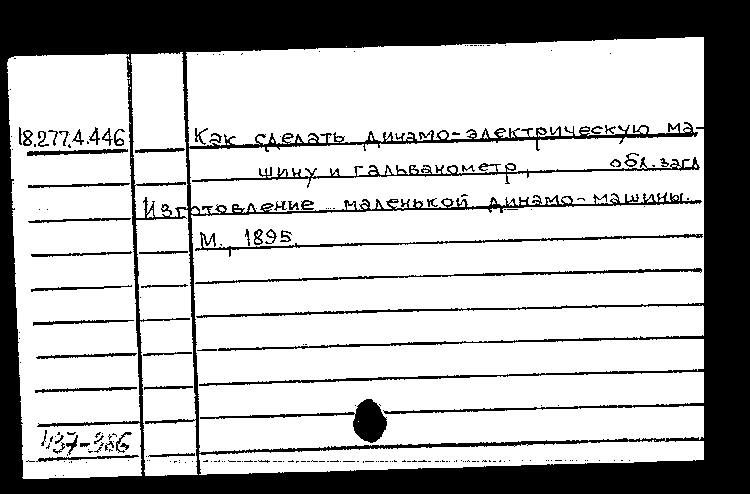 18.277.4.446 Как сделать динамо-электрическую ма-
шину и гальванометр, обл. загл
Изготовление маленькой динамо-машины.
М., 1895.
437-386